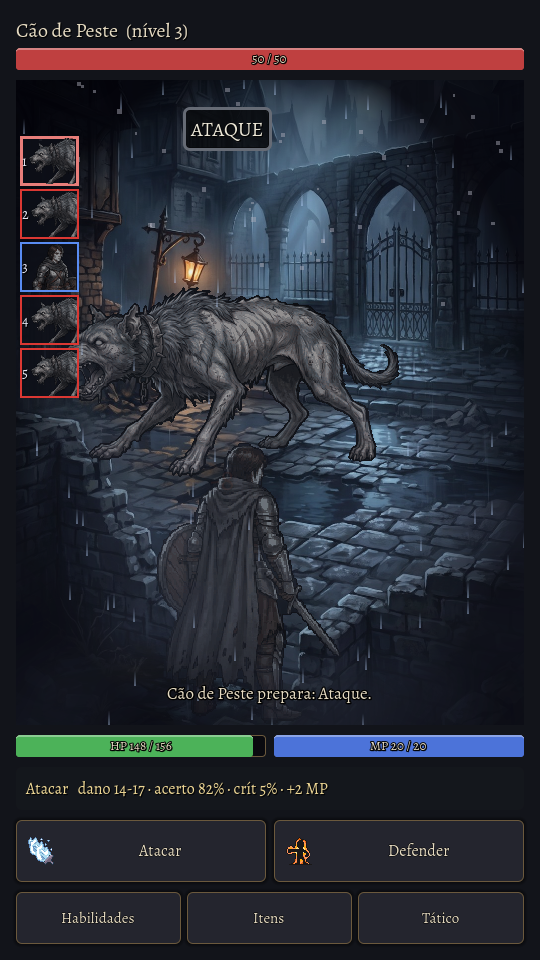 Cão de Peste (nível 3)
50 / 50
ATAQUE
1
2
3
4
5
Cão de Peste prepara: Ataque.
HP 148 / 156
MP 20 / 20
Atacar dano 14-17 · acerto 82% · crít 5% · +2 MP
Atacar
Defender
Habilidades
Itens
Tático